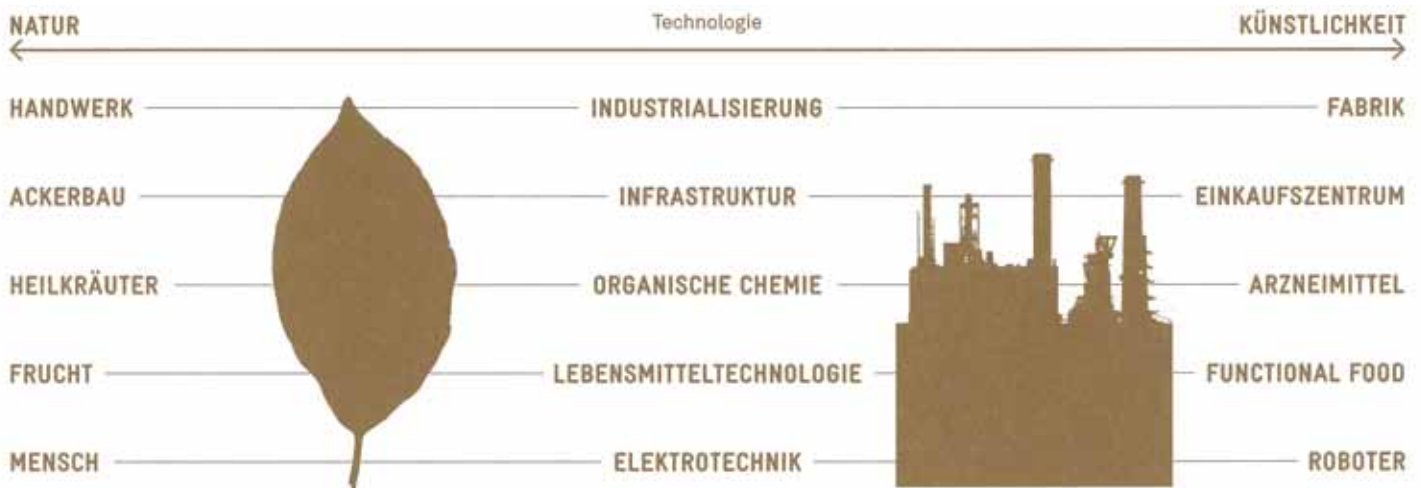 NATUR Technologie KÜNSTLICHKEIT
HANDWERK INDUSTRIALISIERUNG FABRIK
ACKERBAU INFRASTRUKTUR EINKAUFSZENTRUM
HEILKRÄUTER ORGANISCHE CHEMIE ARZNEIMITTEL
FRUCHT LEBENSMITTELTECHNOLOGIE FUNCTIONAL FOOD
MENSCH ELEKTROTECHNIK ROBOTER